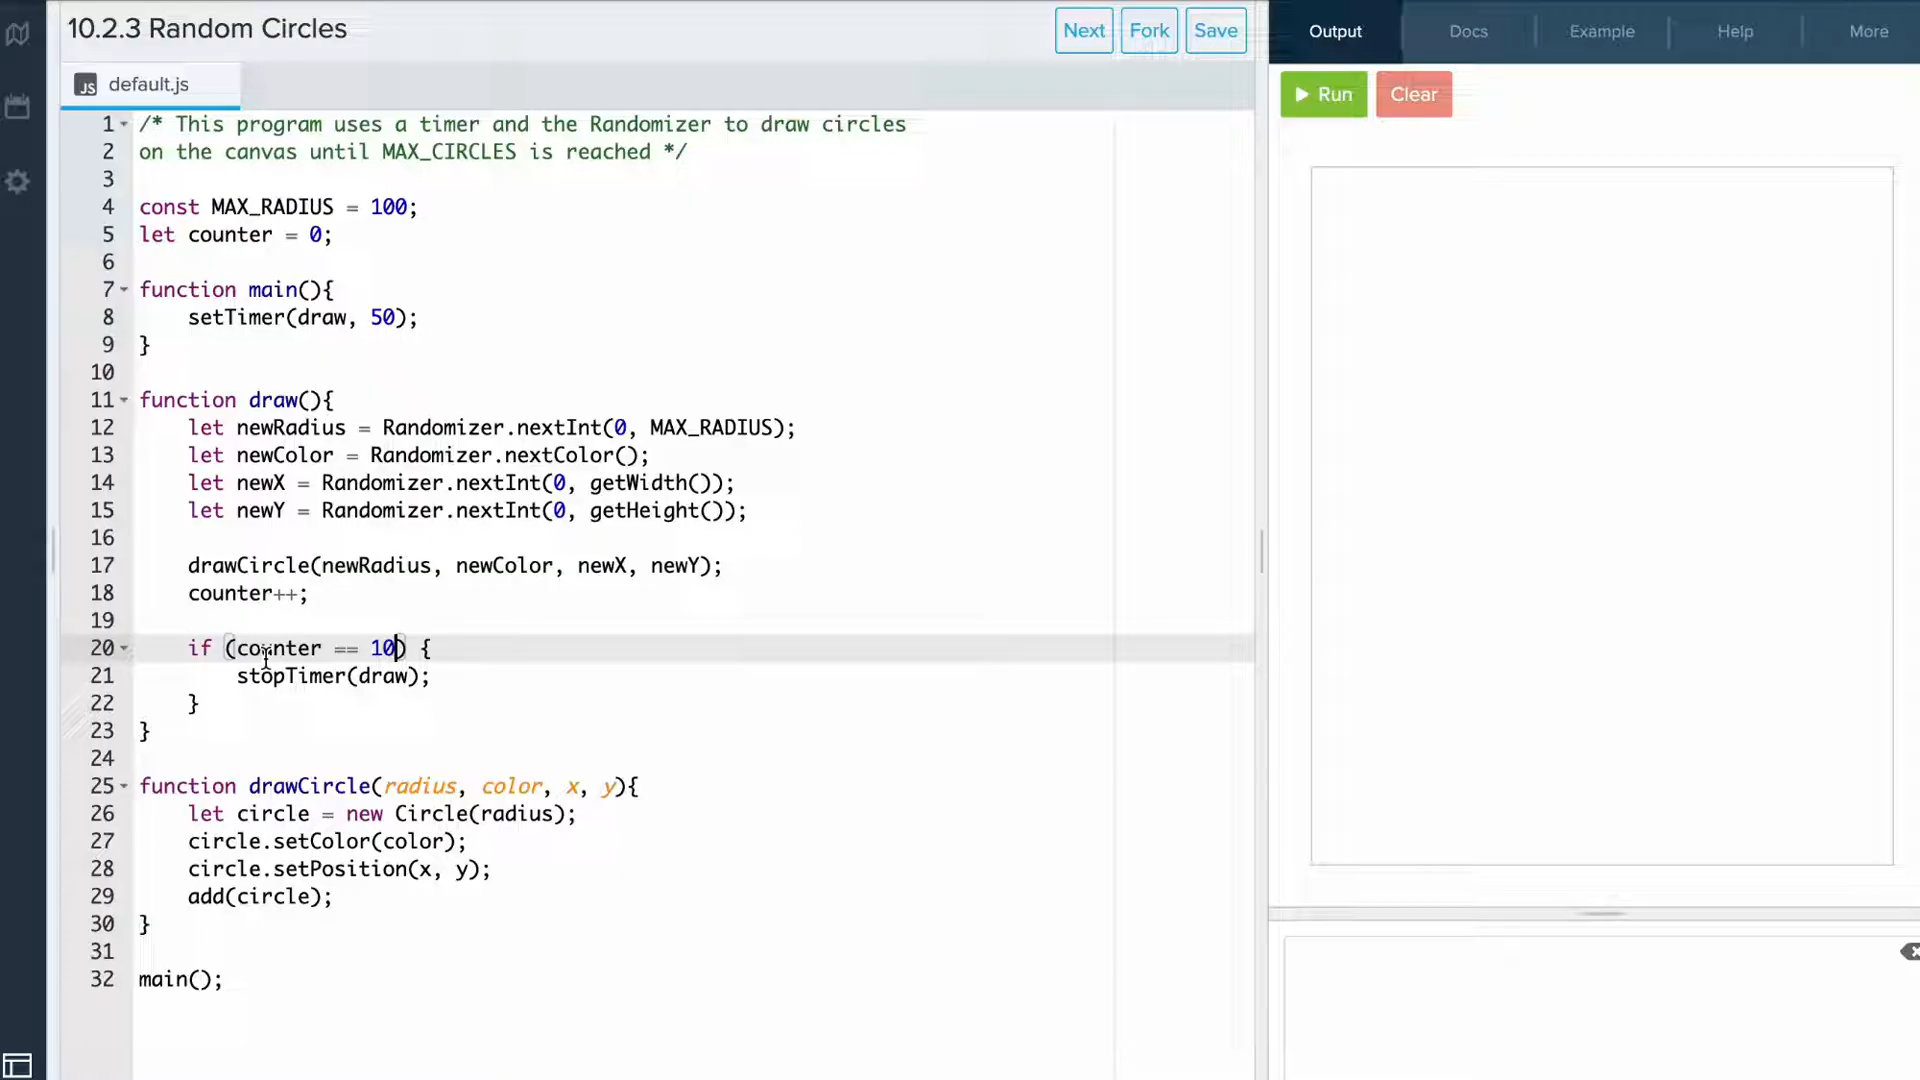 10.2.3 Random Circles
Next
Fork
Save
Output
Docs
Example
Help
More
JS default.js
Run
Clear
1 /* This program uses a timer and the Randomizer to draw circles
2 on the canvas until MAX_CIRCLES is reached */
3
4 const MAX_RADIUS = 100;
5 let counter = 0;
6
7 function main(){
8 setTimer(draw, 50);
9 }
10
11 function draw(){
12 let newRadius = Randomizer.nextInt(0, MAX_RADIUS);
13 let newColor = Randomizer.nextColor();
14 let newX = Randomizer.nextInt(0, getWidth());
15 let newY = Randomizer.nextInt(0, getHeight());
16
17 drawCircle(newRadius, newColor, newX, newY);
18 counter++;
19
20 if (counter == 10) {
21 stopTimer(draw);
22 }
23 }
24
25 function drawCircle(radius, color, x, y){
26 let circle = new Circle(radius);
27 circle.setColor(color);
28 circle.setPosition(x, y);
29 add(circle);
30 }
31
32 main();